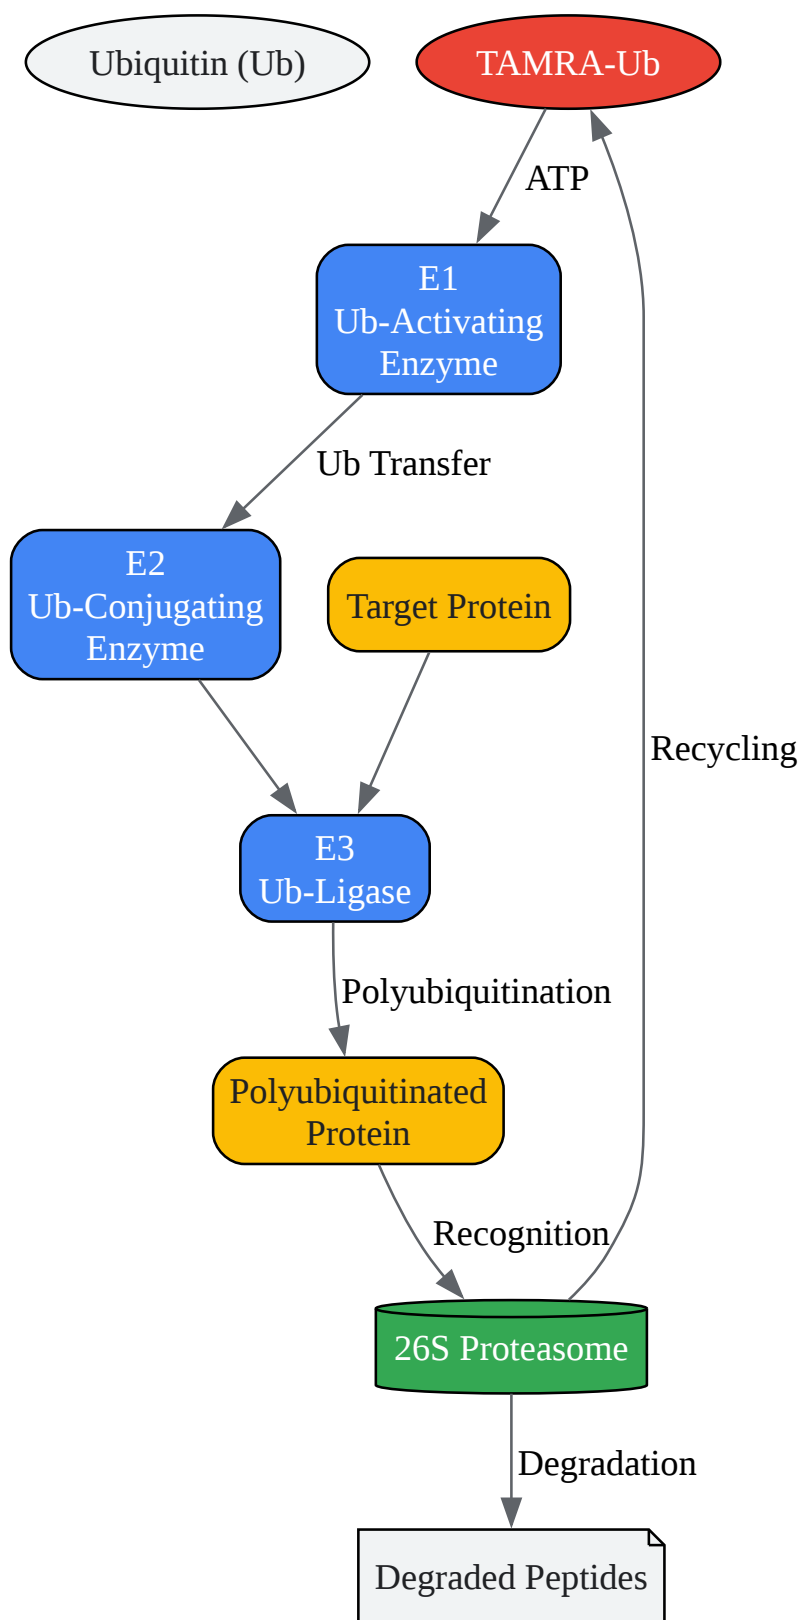 Ubiquitin (Ub)
TAMRA-Ub
ATP
E1
Ub-Activating
Enzyme
Ub Transfer
E2
Ub-Conjugating
Enzyme
Target Protein
Recycling
E3
Ub-Ligase
Polyubiquitination
Polyubiquitinated
Protein
Recognition
26S Proteasome
Degradation
Degraded Peptides